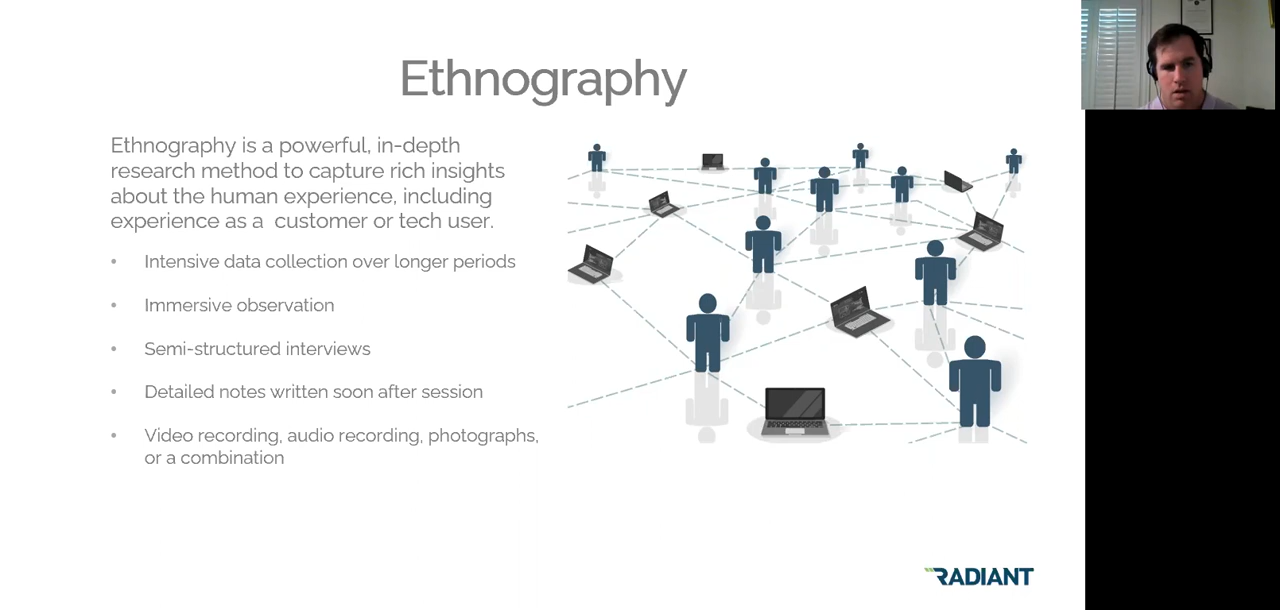 Ethnography
Ethnography is a powerful, in-depth
research method to capture rich insights
about the human experience, including
experience as a  customer or tech user.
• Intensive data collection over longer periods
• Immersive observation
• Semi-structured interviews
• Detailed notes written soon after session
• Video recording, audio recording, photographs,
or a combination
RADIANT